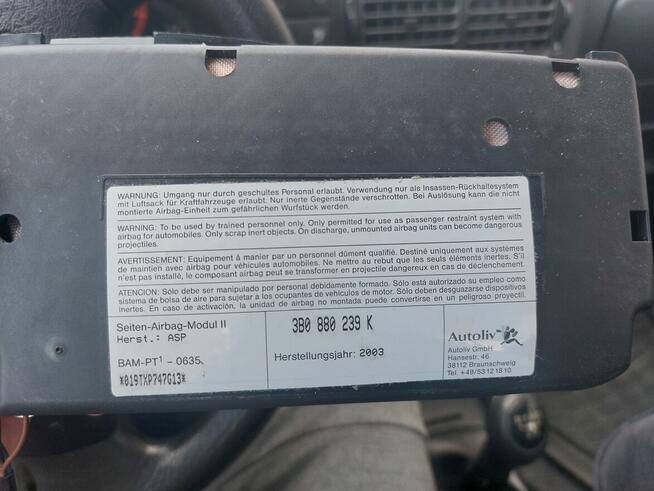 WARNUNG: Umgang nur durch geschultes Personal erlaubt. Verwendung nur als Insassen-Rückhaltesystem
mit Luftsack für Kraftfahrzeuge erlaubt. Nur inerte Gegenstände verschrotten. Bei Auslösung kann die nicht
montierte Airbag-Einheit zum gefährlichen Wurfstück werden.
WARNING: To be used by trained personnel only. Only permitted for use as passenger restraint system with
airbag for automobiles. Only scrap inert objects. On discharge, unmounted airbag units can become dangerous
projectiles.
AVERTISSEMENT: Equipement à manier par un personnel dûment qualifié. Destiné uniquement aux systèmes
de maintien avec airbag pour véhicules automobiles. Ne mettre au rebut que les seuls éléments inertes. S'il
n'est pas installé, le composant airbag peut se transformer en projectile dangereux en cas de déclenchement.
ATENCION: Sólo debe ser manipulado por personal debidamente formado. Sólo está autorizado su empleo como
sistema de bolsa de aire para sujetar a los ocupantes de vehículos de motor. Sólo deben desguazarse dispositivos
inertes. En caso de activación, la unidad de airbag no montada puede convertirse en un peligroso proyectil.
Seiten-Airbag-Modul II
Herst.: ASP
BAM-PT¹ - 0635
*019TKP747G13*
3B0 880 239 K
Herstellungsjahr: 2003
Autoliv
Autoliv GmbH
Hansestr. 46
38112 Braunschweig
Tel. +49/53 12 18 10